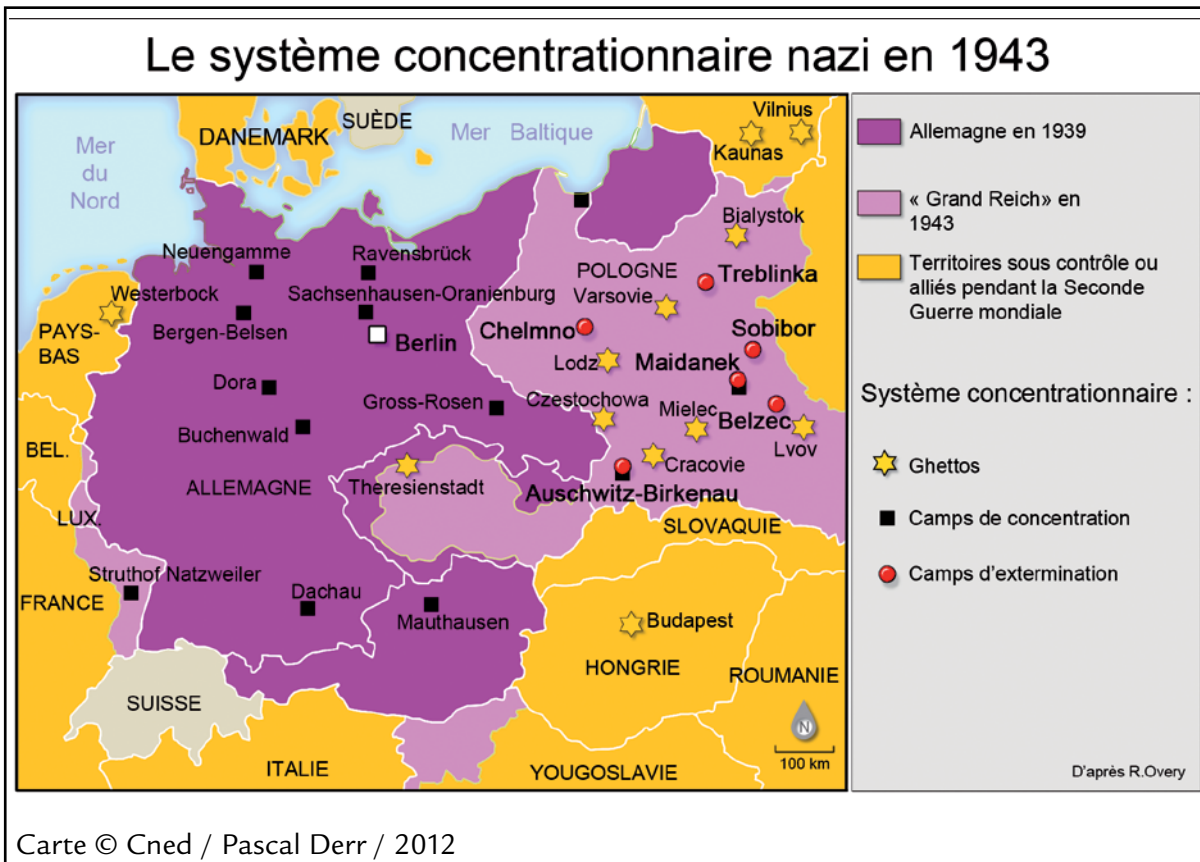 Le système concentrationnaire nazi en 1943
Mer
du
Nord
DANEMARK
SUÈDE
Mer Baltique
Vilnius
Kaunas
Bialystok
Neuengamme
Ravensbrück
POLOGNE
Treblinka
Westerbock
Sachsenhausen-Oranienburg
Varsovie
PAYS-
BAS
Bergen-Belsen
Berlin
Chelmno
Sobibor
Lodz
Maidanek
Dora
Gross-Rosen
Czestochowa
Mielec
Belzec
Buchenwald
Lvov
BEL.
Cracovie
ALLEMAGNE
Theresienstadt
Auschwitz-Birkenau
LUX.
SLOVAQUIE
Struthof Natzweiler
FRANCE
Dachau
Mauthausen
Budapest
HONGRIE
ROUMANIE
SUISSE
N
100 km
ITALIE
YOUGOSLAVIE
Allemagne en 1939
« Grand Reich» en
1943
Territoires sous contrôle ou
alliés pendant la Seconde
Guerre mondiale
Système concentrationnaire :
Ghettos
Camps de concentration
Camps d'extermination
D'après R.Overy
Carte © Cned / Pascal Derr / 2012